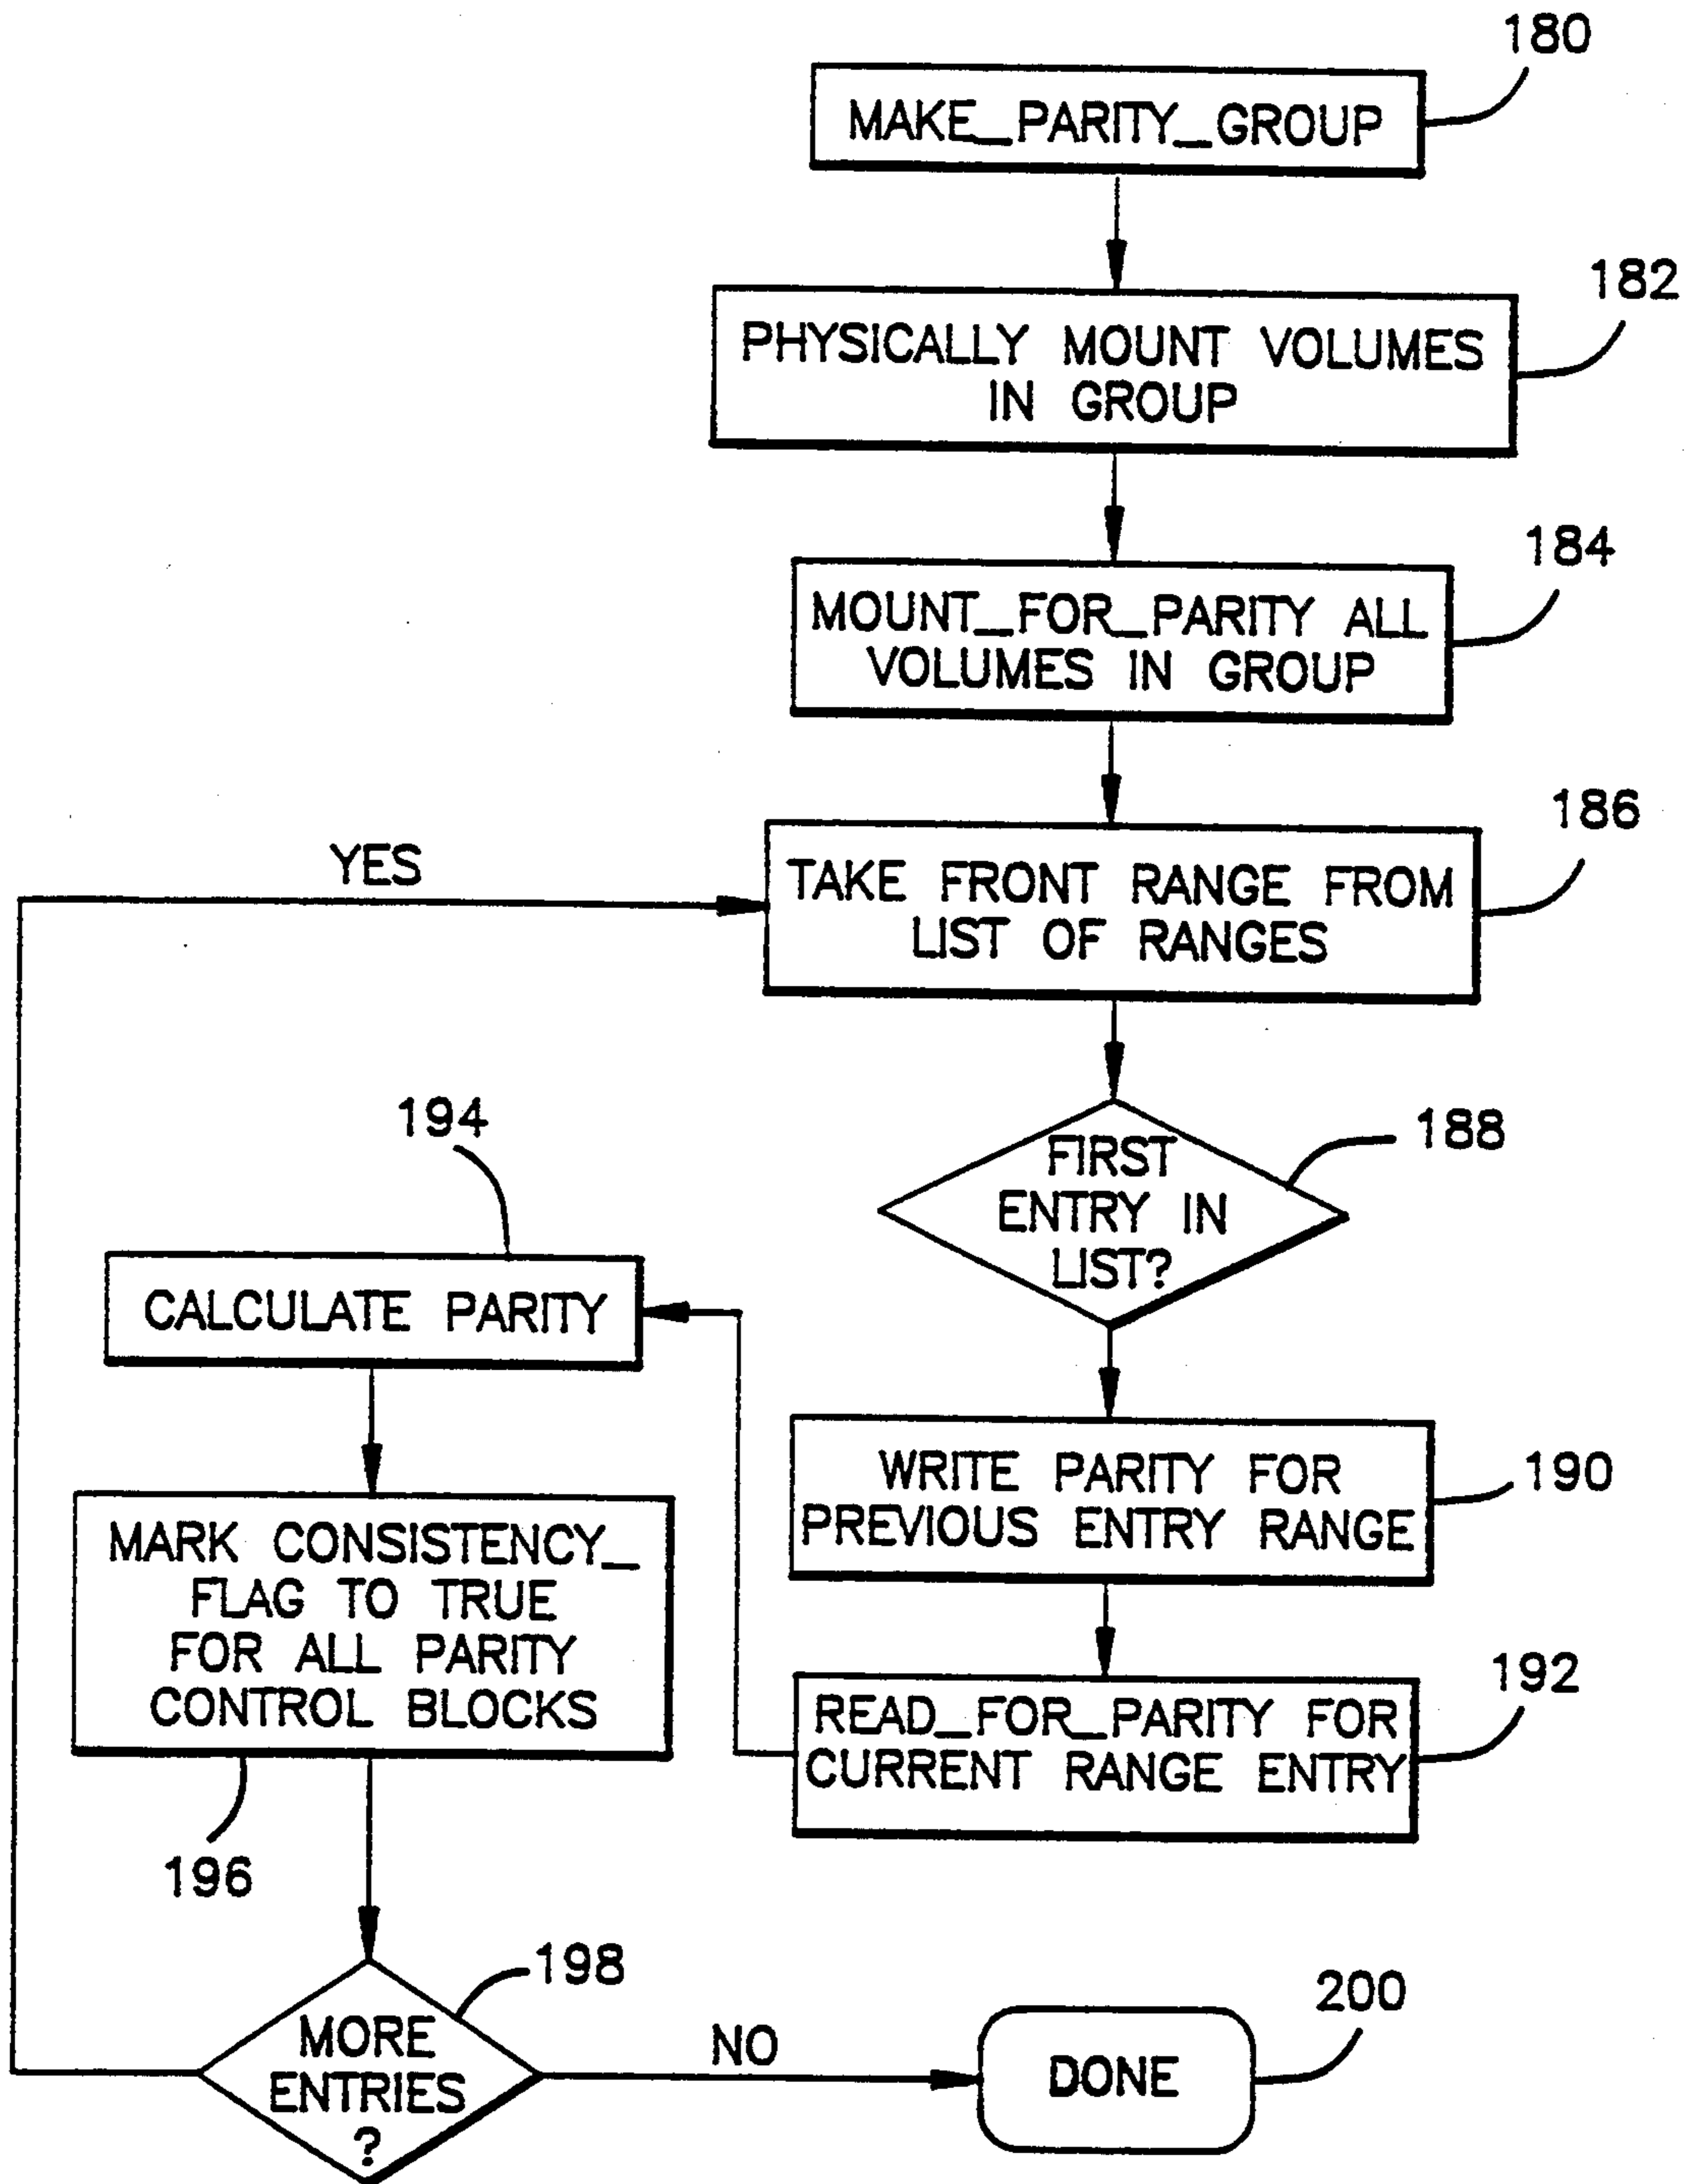 180
MAKE_PARITY_GROUP
182
PHYSICALLY MOUNT VOLUMES
IN GROUP
184
MOUNT_FOR_PARITY ALL
VOLUMES IN GROUP
186
YES
TAKE FRONT RANGE FROM
LIST OF RANGES
188
FIRST
ENTRY IN
LIST?
190
WRITE PARITY FOR
PREVIOUS ENTRY RANGE
192
READ_FOR_PARITY FOR
CURRENT RANGE ENTRY
194
CALCULATE PARITY
MARK CONSISTENCY_
FLAG TO TRUE
FOR ALL PARITY
CONTROL BLOCKS
196
198
MORE
ENTRIES
?
NO
200
DONE